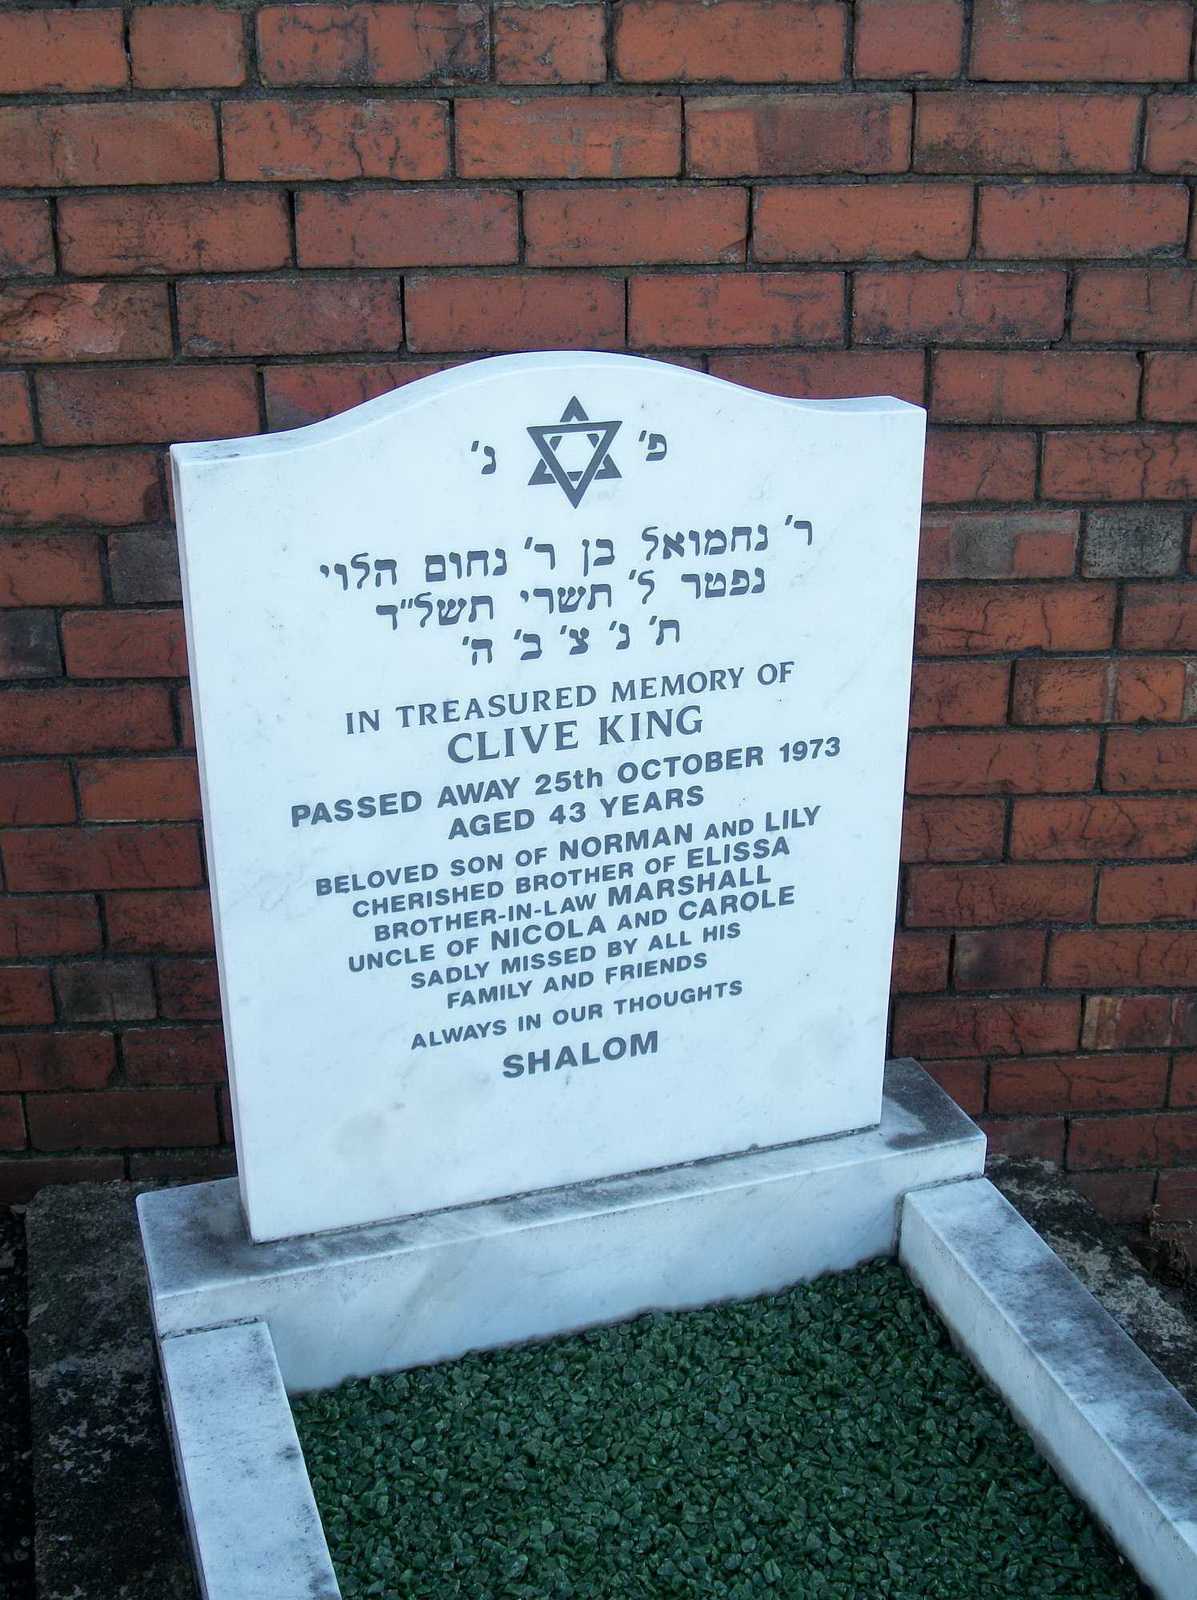 פ׳ נ׳
ר׳ נחמואל בן ר׳ נחום הלוי
נפטר ל׳ תשרי תשל״ד
ת׳ נ׳ צ׳ ב׳ ה׳
IN TREASURED MEMORY OF
CLIVE KING
PASSED AWAY 25th OCTOBER 1973
AGED 43 YEARS
BELOVED SON OF NORMAN AND LILY
CHERISHED BROTHER OF ELISSA
BROTHER-IN-LAW MARSHALL
UNCLE OF NICOLA AND CAROLE
SADLY MISSED BY ALL HIS
FAMILY AND FRIENDS
ALWAYS IN OUR THOUGHTS
SHALOM